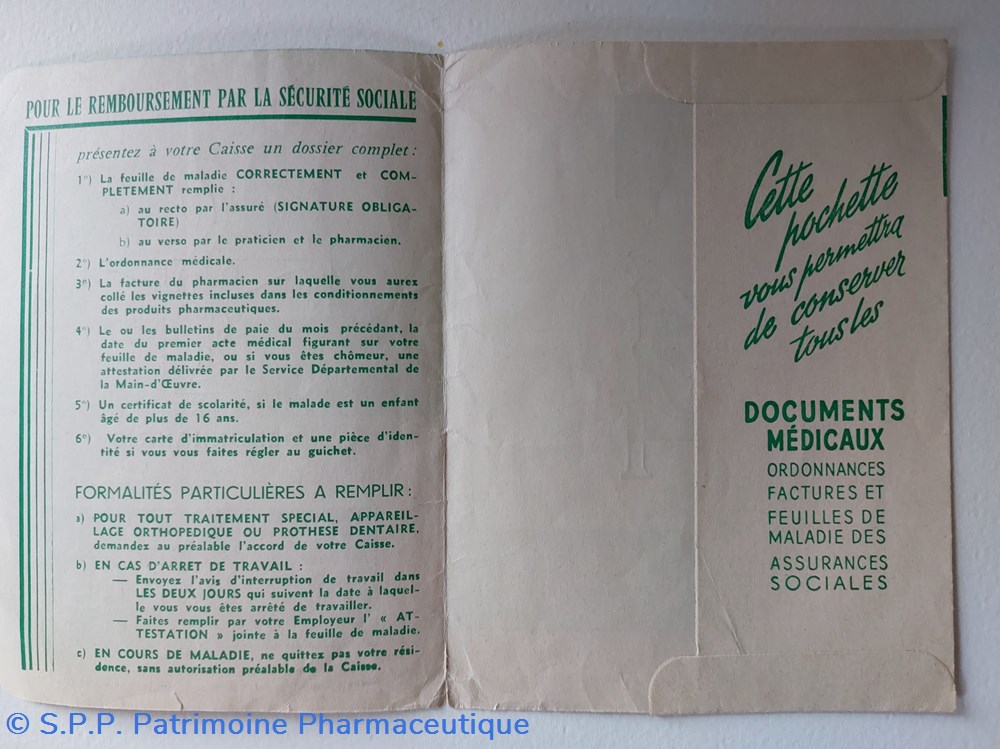 POUR LE REMBOURSEMENT PAR LA SÉCURITÉ SOCIALE
présentez à votre Caisse un dossier complet :
1°) La feuille de maladie CORRECTEMENT et COM-
PLETEMENT remplie :
a) au recto par l'assuré (SIGNATURE OBLIGA-
TOIRE)
b) au verso par le praticien et le pharmacien.
2°) L'ordonnance médicale.
3°) La facture du pharmacien sur laquelle vous aurez
collé les vignettes incluses dans les conditionnements
des produits pharmaceutiques.
4°) Le ou les bulletins de paie du mois précédant, la
date du premier acte médical figurant sur votre
feuille de maladie, ou si vous êtes chômeur, une
attestation délivrée par le Service Départemental de
la Main-d'Œuvre.
5°) Un certificat de scolarité, si le malade est un enfant
âgé de plus de 16 ans.
6°) Votre carte d'immatriculation et une pièce d'iden-
tité si vous vous faites régler au guichet.
FORMALITÉS PARTICULIÈRES A REMPLIR :
a) POUR TOUT TRAITEMENT SPECIAL, APPAREIL-
LAGE ORTHOPEDIQUE OU PROTHESE DENTAIRE,
demandez au préalable l'accord de votre Caisse.
b) EN CAS D'ARRET DE TRAVAIL :
— Envoyez l'avis d'interruption de travail dans
LES DEUX JOURS qui suivent la date à laquel-
le vous vous êtes arrêté de travailler.
— Faites remplir par votre Employeur l' « AT-
TESTATION » jointe à la feuille de maladie.
c) EN COURS DE MALADIE, ne quittez pas votre rési-
dence, sans autorisation préalable de la Caisse.
Cette
pochette
vous permettra
de conserver
tous les
DOCUMENTS
MÉDICAUX
ORDONNANCES
FACTURES ET
FEUILLES DE
MALADIE DES
ASSURANCES
SOCIALES
© S.P.P. Patrimoine Pharmaceutique